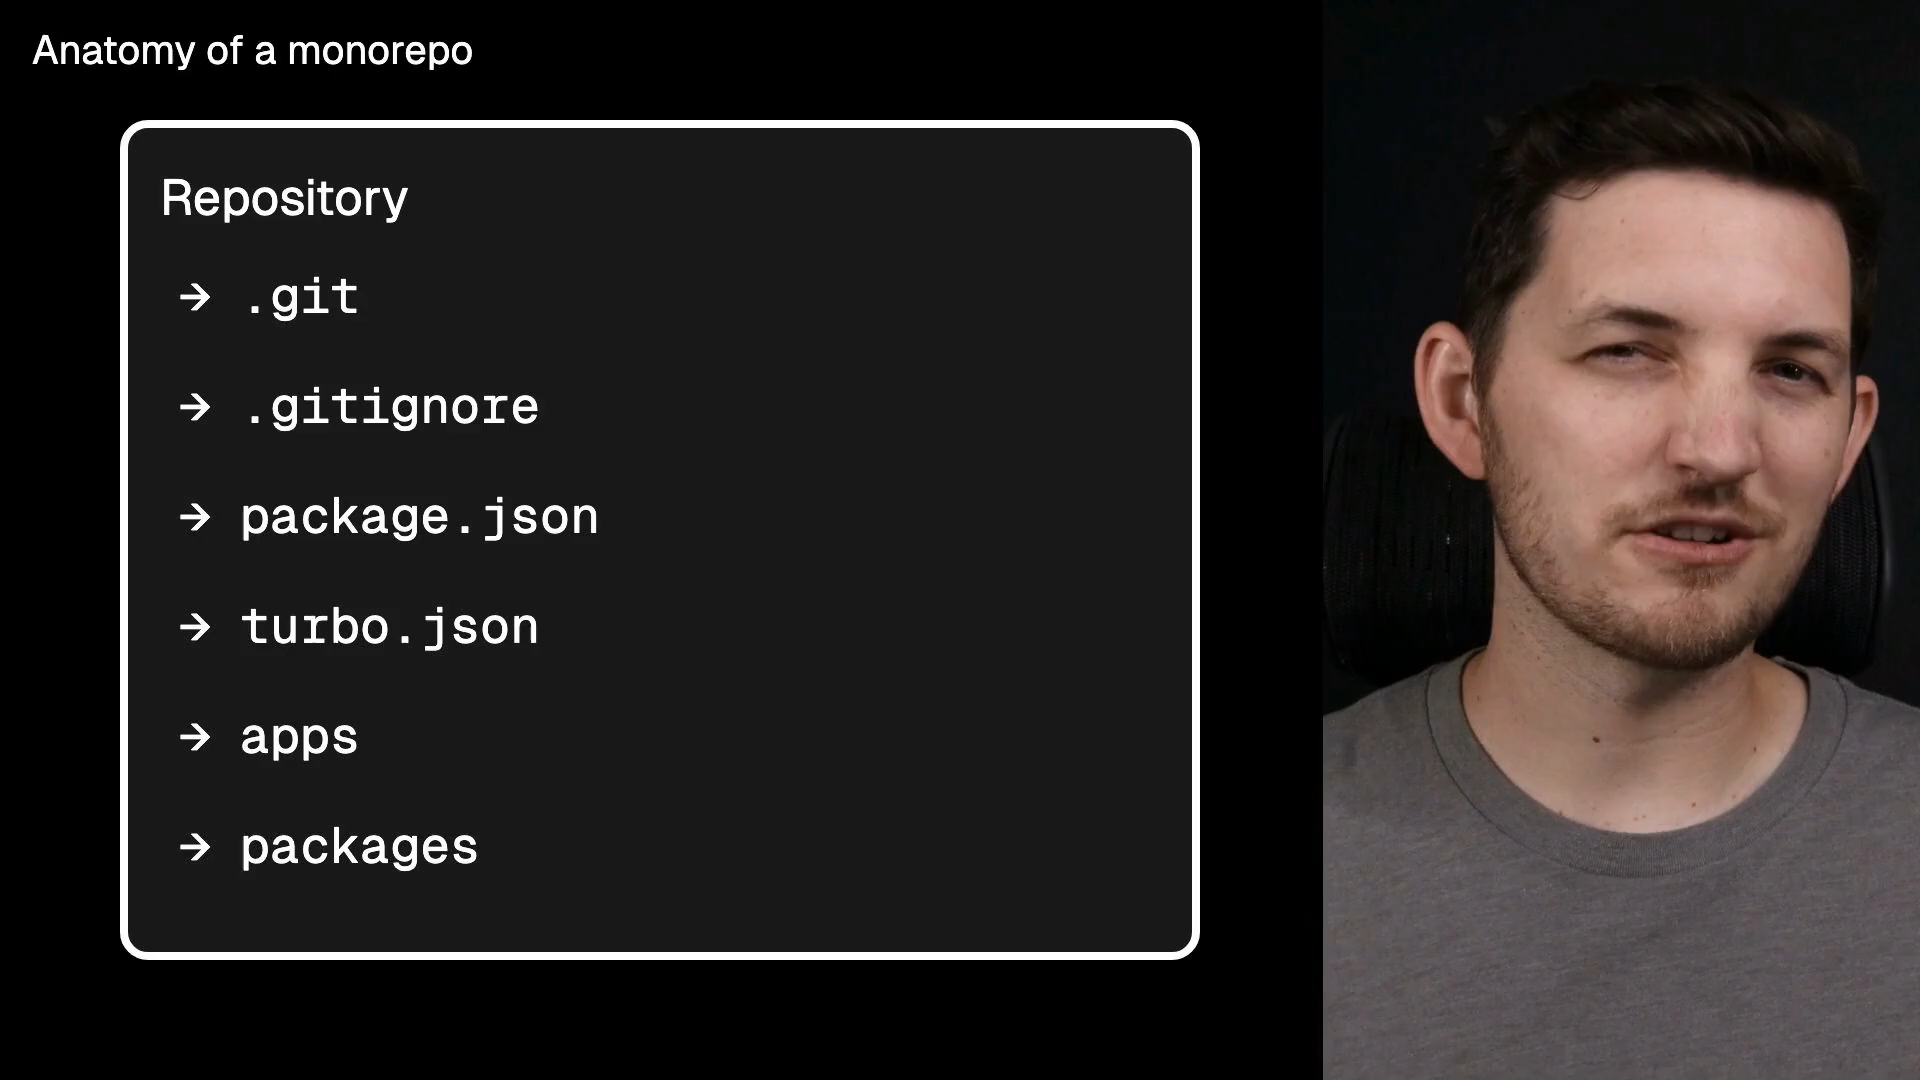 Anatomy of a monorepo
Repository
→ .git
→ .gitignore
→ package.json
→ turbo.json
→ apps
→ packages